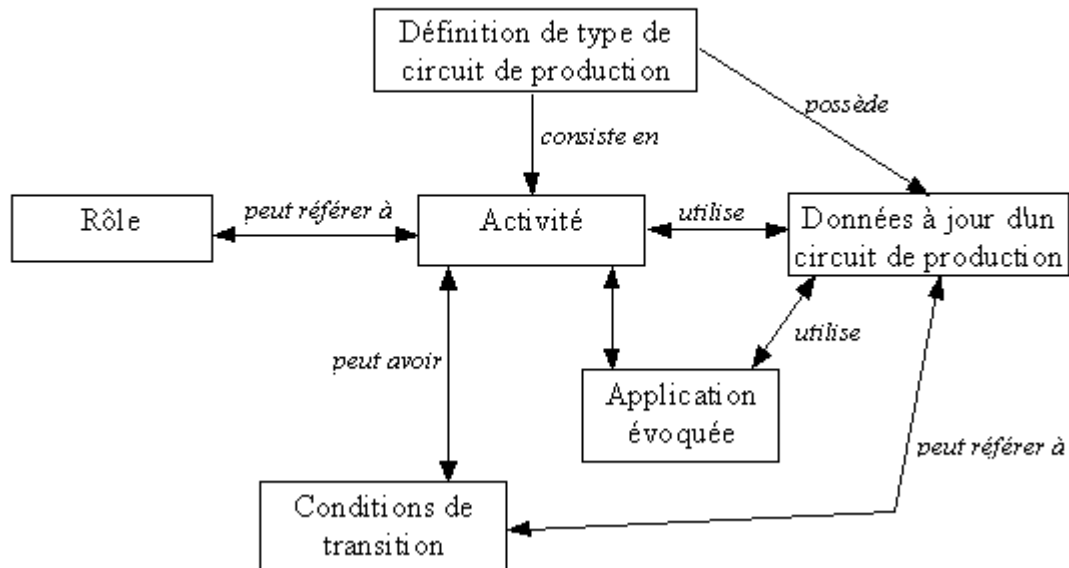 Définition de type de
circuit de production
possède
consiste en
Rôle
peut référer à
Activité
utilise
Données à jour d'un
circuit de production
utilise
peut avoir
Application
évoquée
peut référer à
Conditions de
transition